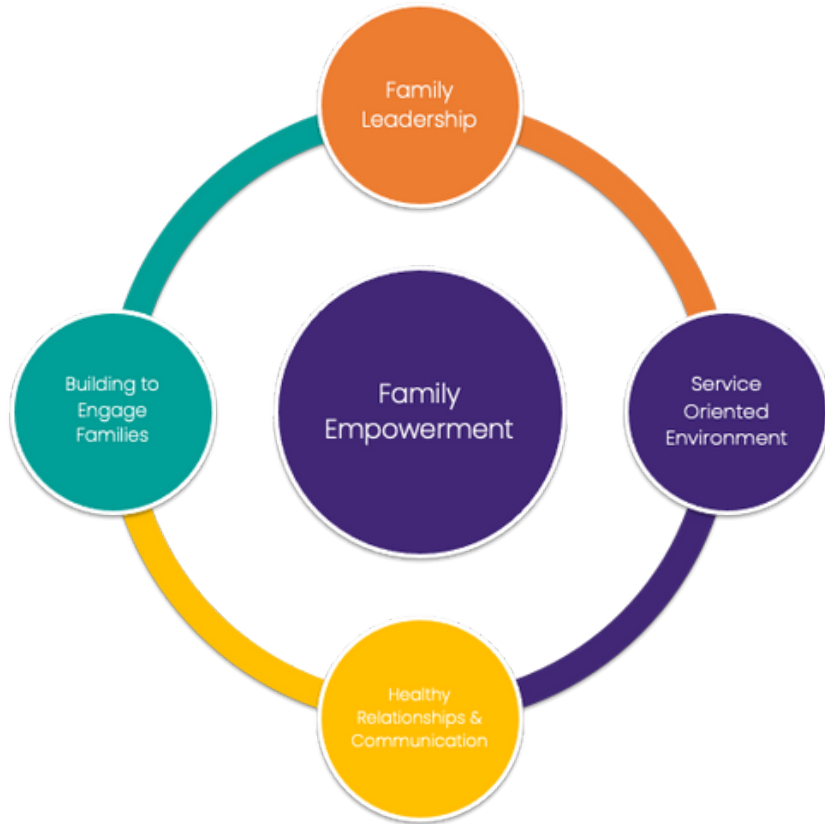 Family
Leadership
Building to
Engage
Families
Family
Empowerment
Service
Oriented
Environment
Healthy
Relationships &
Communication